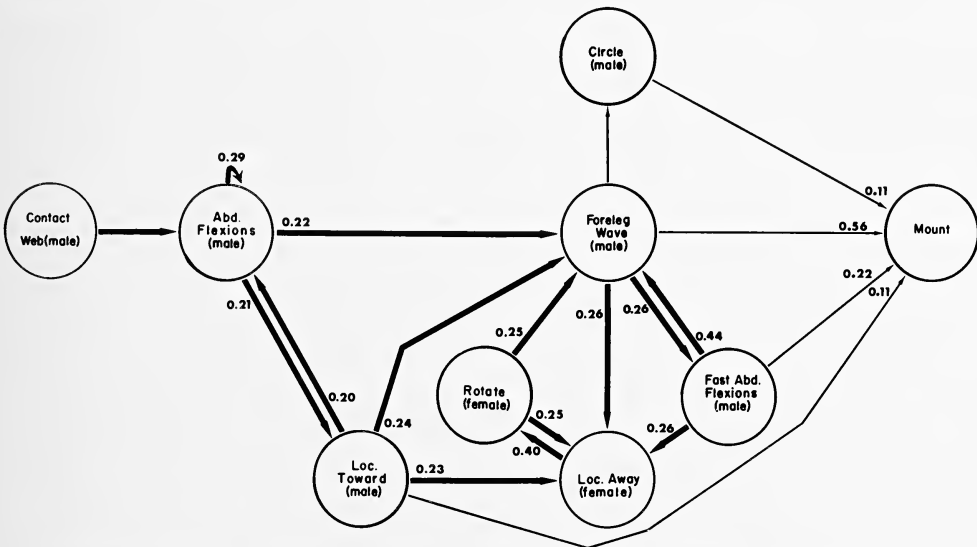 Circle
(male)
0.29
0.11
Contact
Web(male)
Abd.
Flexions
(male)
0.22
Foreleg
Wave
(male)
0.56
Mount
0.22
0.11
0.21
0.26
0.26
0.44
0.25
0.20
Rotate
(female)
Fast Abd.
Flexions
(male)
0.25
0.24
0.40
0.26
Loc.
Toward
(male)
0.23
Loc. Away
(female)